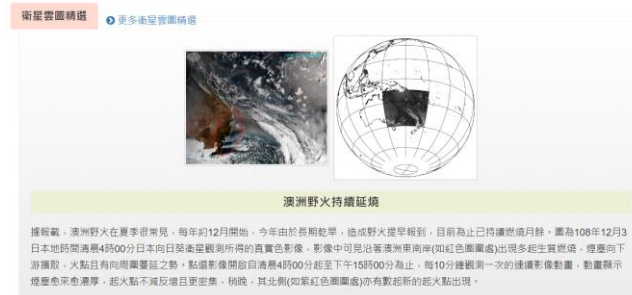 衛星雲圖精選 更多衛星雲圖精選
澳洲野火持續延燒
據報載，澳洲野火在夏季很常見，每年約12月開始，今年由於長期乾旱，造成野火提早報到，目前為止已持續燃燒月餘。圖為108年12月3
日本地時間清晨4時00分日本向日葵衛星觀測所得的真實色影像，影像中可見沿著澳洲東南岸(如紅色圈圍處)出現多起生質燃燒，煙塵向下
游擴散，火點且有向周圍蔓延之勢。點選影像開啟自清晨4時00分起至下午15時00分為止，每10分鐘觀測一次的連續影像動畫，動畫顯示
煙塵愈來愈濃厚，起火點不減反增且更密集，稍晚，其北側(如紫紅色圈圍處)亦有數起新的起火點出現。